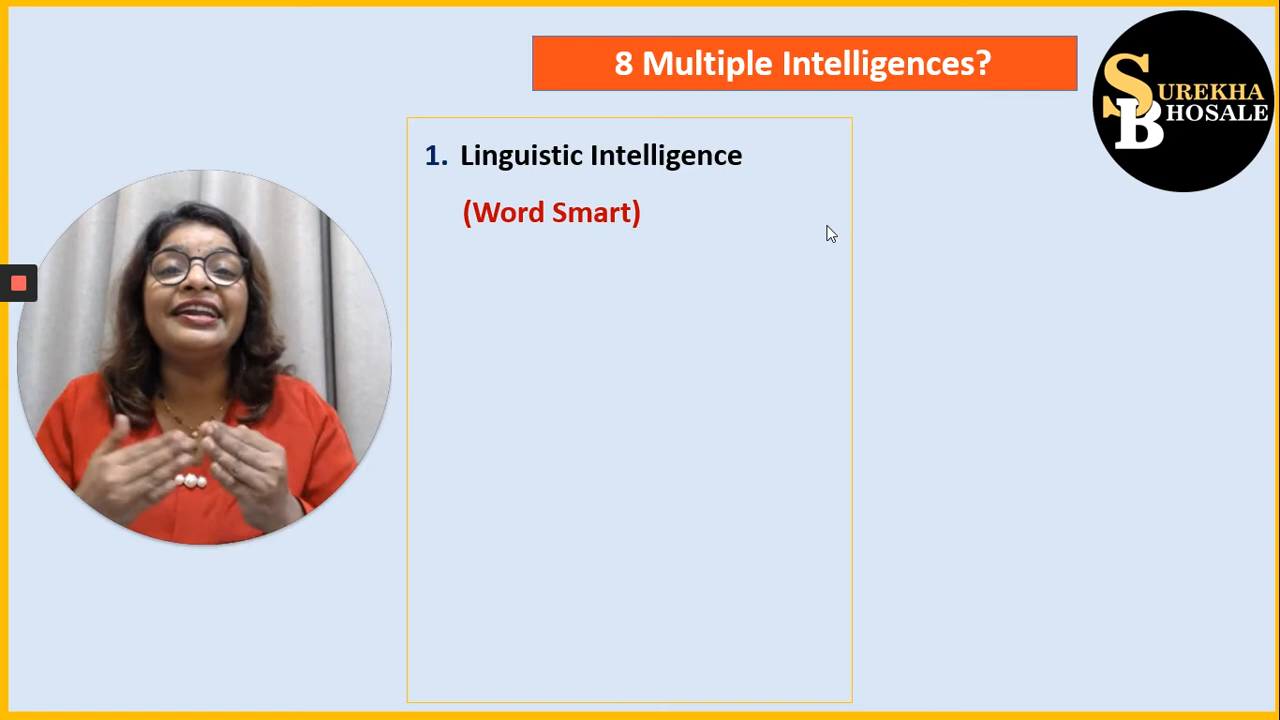 8 Multiple Intelligences?
SUREKHA
BHOSALE
1. Linguistic Intelligence
(Word Smart)